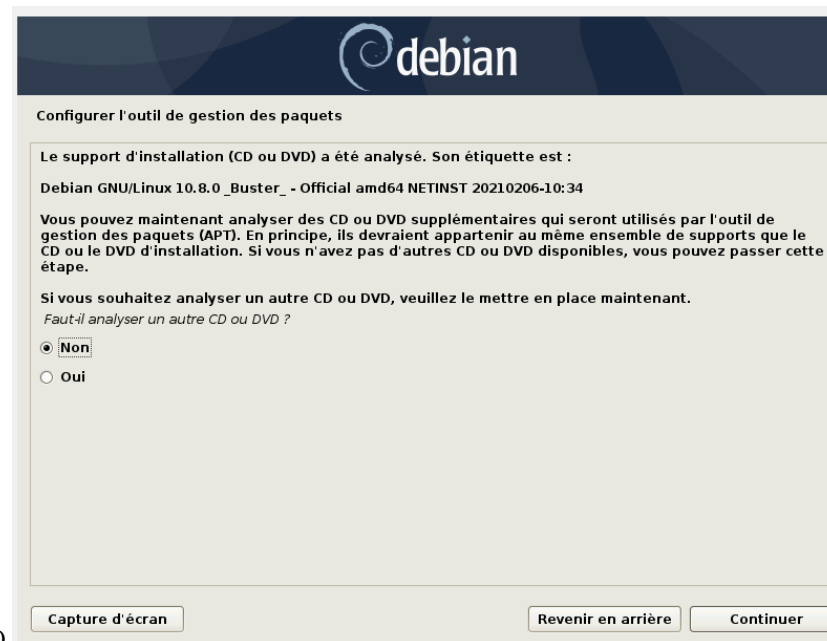 debian
Configurer l'outil de gestion des paquets
Le support d'installation (CD ou DVD) a été analysé. Son étiquette est :
Debian GNU/Linux 10.8.0 _Buster_ - Official amd64 NETINST 20210206-10:34
Vous pouvez maintenant analyser des CD ou DVD supplémentaires qui seront utilisés par l'outil de
gestion des paquets (APT). En principe, ils devraient appartenir au même ensemble de supports que le
CD ou le DVD d'installation. Si vous n'avez pas d'autres CD ou DVD disponibles, vous pouvez passer cette
étape.
Si vous souhaitez analyser un autre CD ou DVD, veuillez le mettre en place maintenant.
Faut-il analyser un autre CD ou DVD ?
Non
Oui
Capture d'écran
Revenir en arrière
Continuer